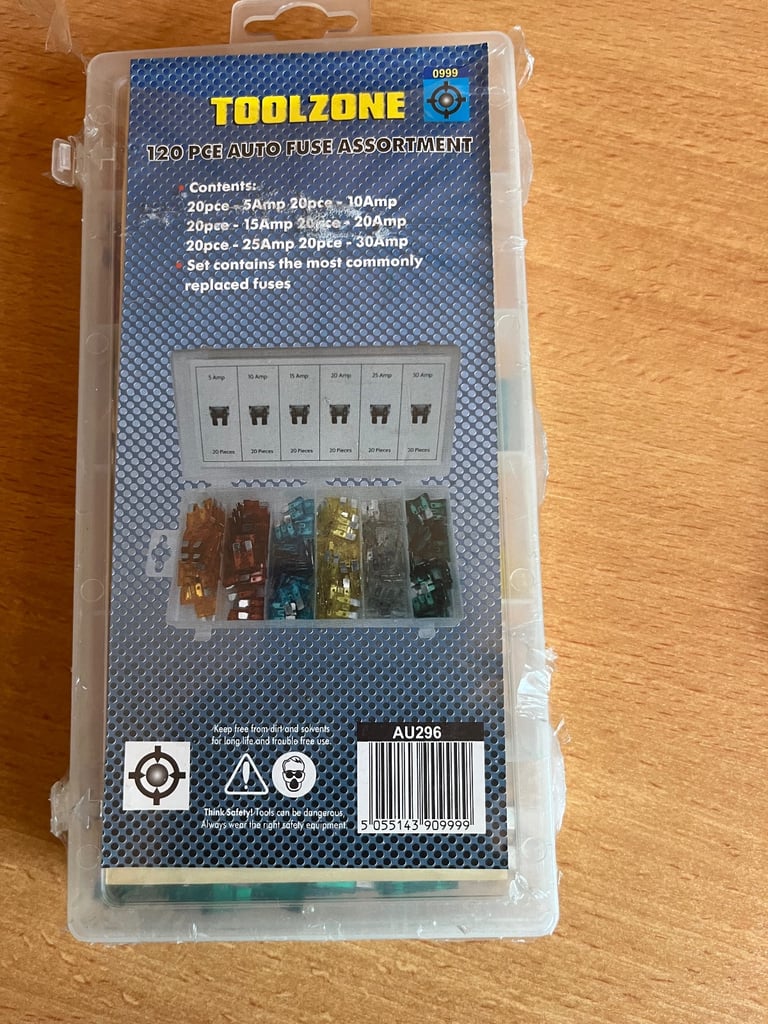 0999
TOOLZONE
120 PCE AUTO FUSE ASSORTMENT
Contents:
20pce - 5Amp 20pce - 10Amp
20pce - 15Amp 20pce - 20Amp
20pce - 25Amp 20pce - 30Amp
Set contains the most commonly
replaced fuses
5 Amp 10 Amp 15 Amp 20 Amp 25 Amp 30 Amp
20 Pieces 20 Pieces 20 Pieces 20 Pieces 20 Pieces 20 Pieces
Keep free from dirt and solvents
for long life and trouble free use.
Think Safety! Tools can be dangerous,
Always wear the right safety equipment.
AU296
5 055143 909999